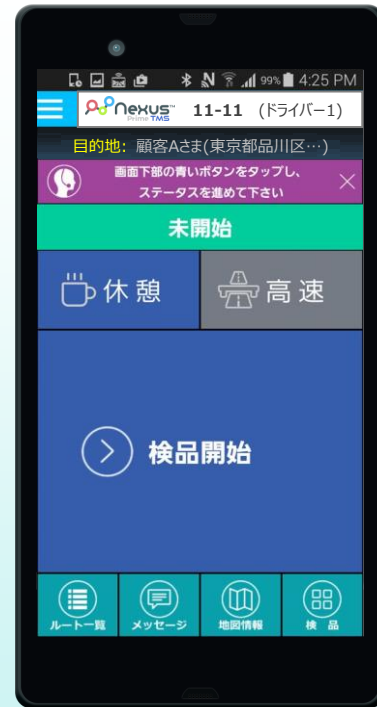 99% 4:25 PM
nexus™ Prime TMS 11-11 (ドライバー1)
目的地: 顧客Aさま(東京都品川区…)
画面下部の青いボタンをタップし、
ステータスを進めて下さい
未開始
休憩 高速
検品開始
ルート一覧 メッセージ 地図情報 検品